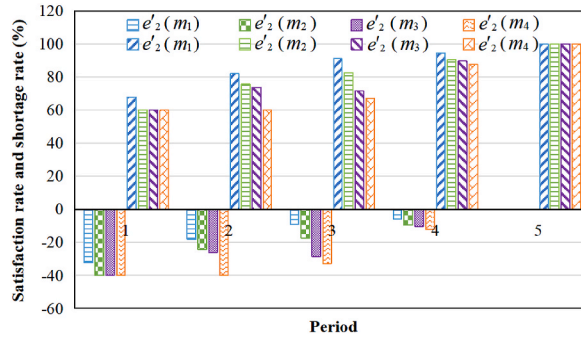 120
100
80
60
40
20
0
-20
-40
-60
Satisfaction rate and shortage rate (%)
e′₂ (m₁) e′₂ (m₂) e′₂ (m₃) e′₂ (m₄)
e′₂ (m₁) e′₂ (m₂) e′₂ (m₃) e′₂ (m₄)
1 2 3 4 5
Period